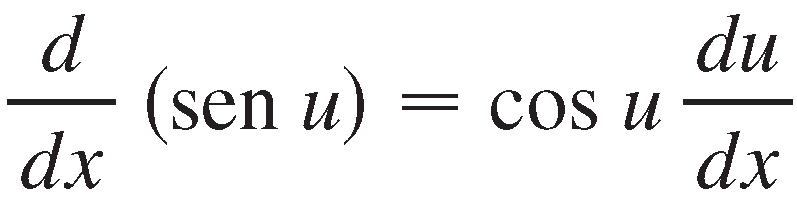 d/dx (sen u) = cos u du/dx